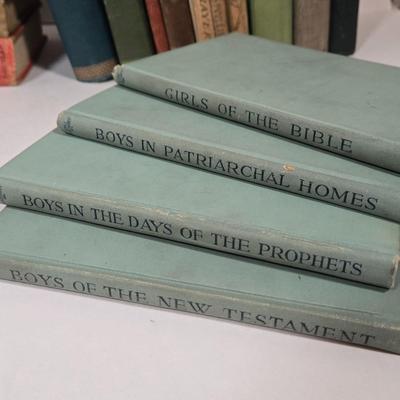 GIRLS OF THE BIBLE
BOYS IN PATRIARCHAL HOMES
BOYS IN THE DAYS OF THE PROPHETS
BOYS OF THE NEW TESTAMENT